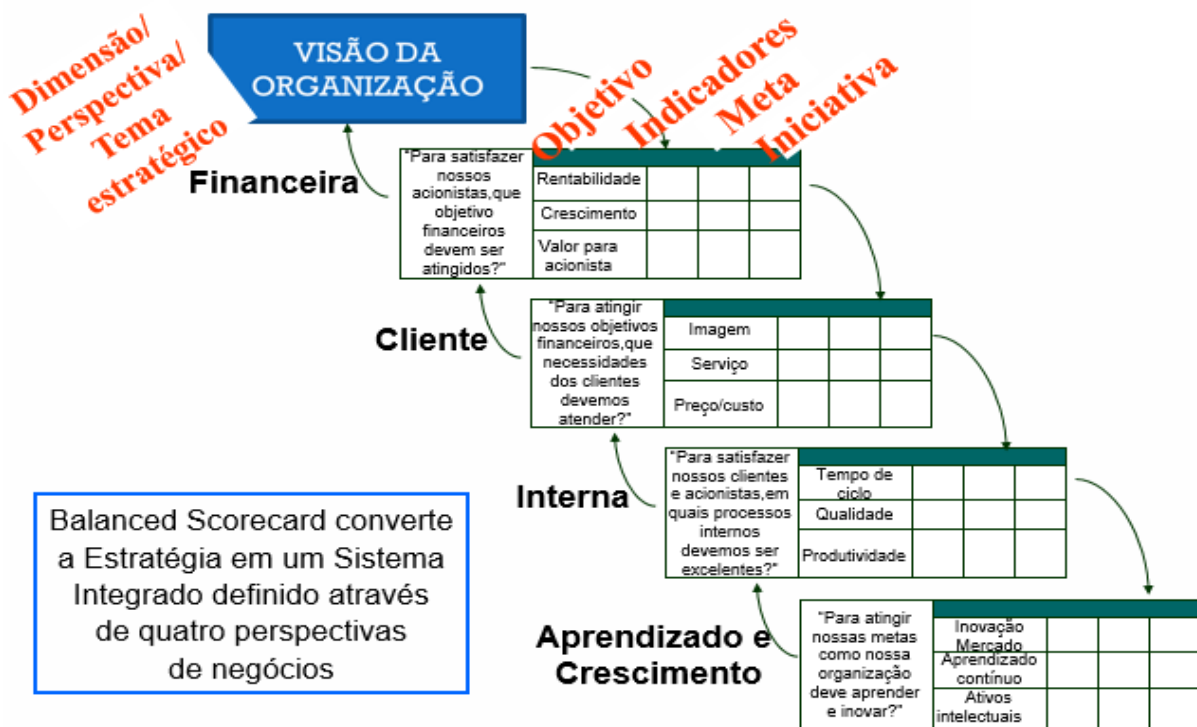 Dimensão/
Perspectiva/
Tema
estratégico
VISÃO DA
ORGANIZAÇÃO
Objetivo
Indicadores
Meta
Iniciativa
Financeira
"Para satisfazer
nossos
acionistas,que
objetivo
financeiros
devem ser
atingidos?"
Rentabilidade
Crescimento
Valor para
acionista
Cliente
"Para atingir
nossos objetivos
financeiros,que
necessidades
dos clientes
devemos
atender?"
Imagem
Serviço
Preço/custo
Interna
"Para satisfazer
nossos clientes
e acionistas,em
quais processos
internos
devemos ser
excelentes?"
Tempo de
ciclo
Qualidade
Produtividade
Aprendizado e
Crescimento
"Para atingir
nossas metas
como nossa
organização
deve aprender
e inovar?"
Inovação
Mercado
Aprendizado
contínuo
Ativos
intelectuais
Balanced Scorecard converte
a Estratégia em um Sistema
Integrado definido através
de quatro perspectivas
de negócios